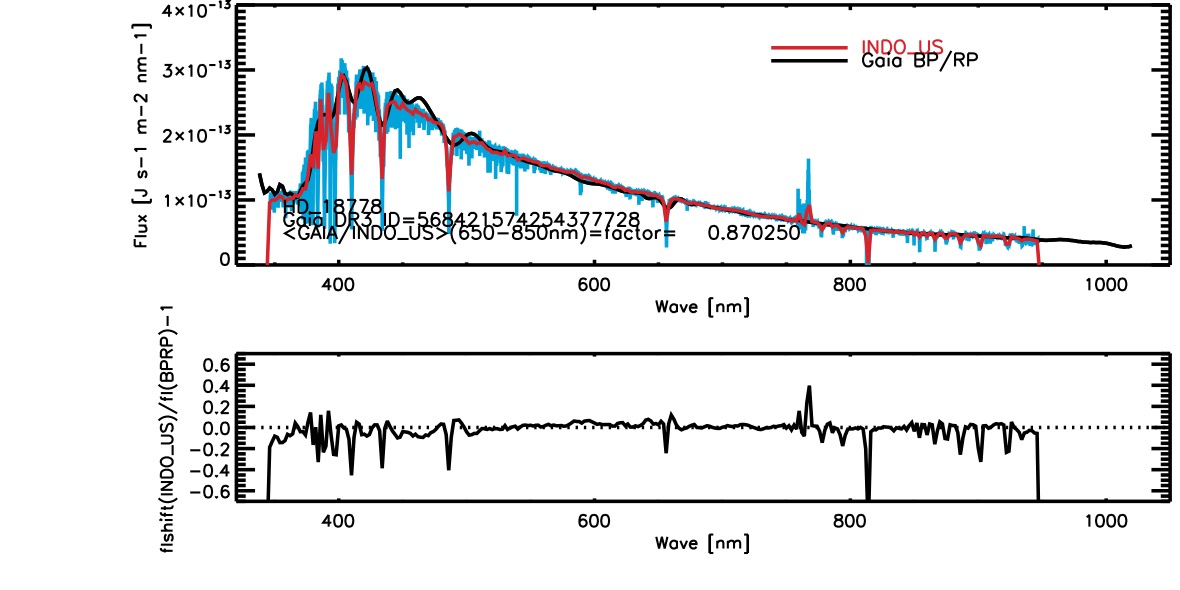 4×10−13
3×10−13
2×10−13
1×10−13
0
Flux [J s−1 m−2 nm−1]
INDO_US
Gaia BP/RP
HD_18778
Gaia DR3 ID=5684215742543777​28
<GAIA/INDO_US>(650−850nm)=factor= 0.870250
400 600 800 1000
Wave [nm]
0.6
0.4
0.2
0.0
−0.2
−0.4
−0.6
flshift(INDO_US)/fl(BPRP)−1
400 600 800 1000
Wave [nm]